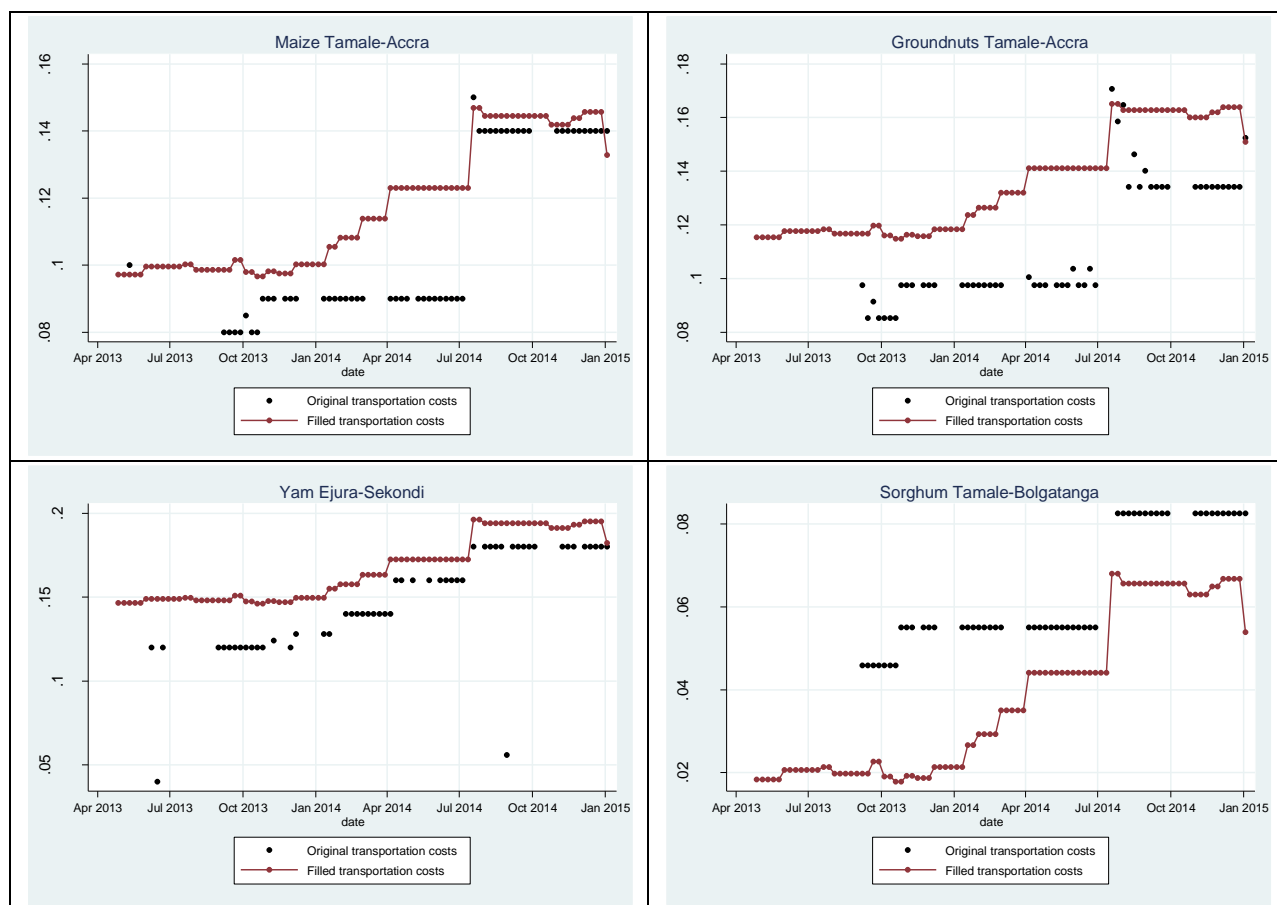 Maize Tamale-Accra
.16
.14
.12
.1
.08
Apr 2013 Jul 2013 Oct 2013 Jan 2014 Apr 2014 Jul 2014 Oct 2014 Jan 2015
date
Original transportation costs
Filled transportation costs
Groundnuts Tamale-Accra
.18
.16
.14
.12
.1
.08
Apr 2013 Jul 2013 Oct 2013 Jan 2014 Apr 2014 Jul 2014 Oct 2014 Jan 2015
date
Original transportation costs
Filled transportation costs
Yam Ejura-Sekondi
.2
.15
.1
.05
Apr 2013 Jul 2013 Oct 2013 Jan 2014 Apr 2014 Jul 2014 Oct 2014 Jan 2015
date
Original transportation costs
Filled transportation costs
Sorghum Tamale-Bolgatanga
.08
.06
.04
.02
Apr 2013 Jul 2013 Oct 2013 Jan 2014 Apr 2014 Jul 2014 Oct 2014 Jan 2015
date
Original transportation costs
Filled transportation costs